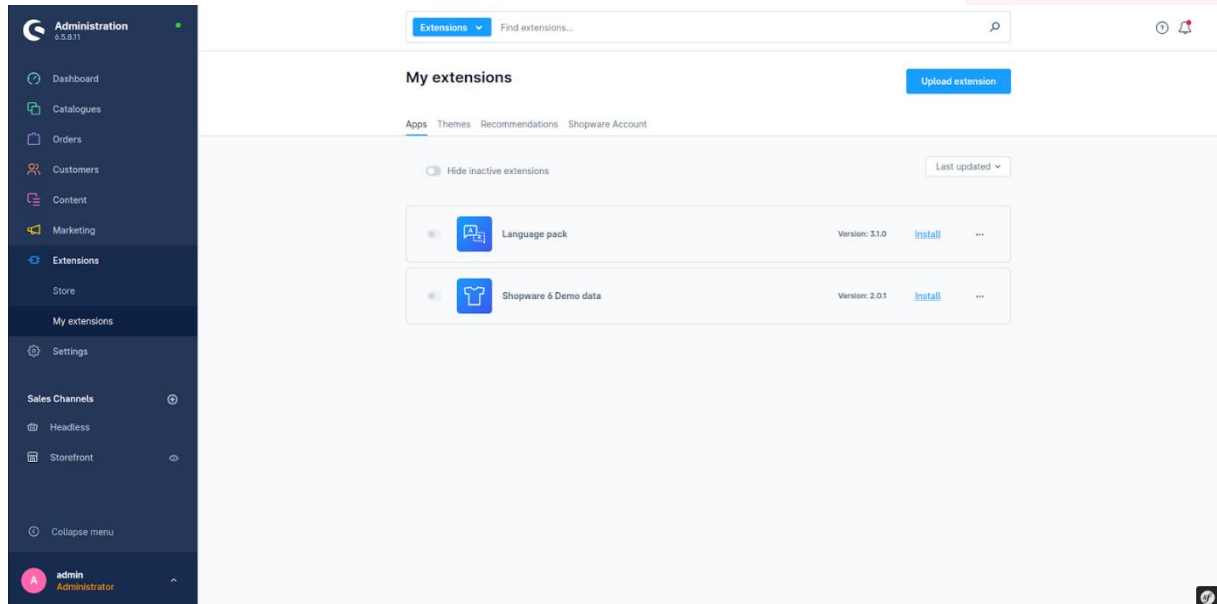 Administration
6.5.8.11
Dashboard
Catalogues
Orders
Customers
Content
Marketing
Extensions
Store
My extensions
Settings
Sales Channels
Headless
Storefront
Collapse menu
A
admin
Administrator
Extensions Find extensions...
My extensions Upload extension
Apps Themes Recommendations Shopware Account
Hide inactive extensions Last updated
Language pack Version: 3.1.0 Install ...
Shopware 6 Demo data Version: 2.0.1 Install ...